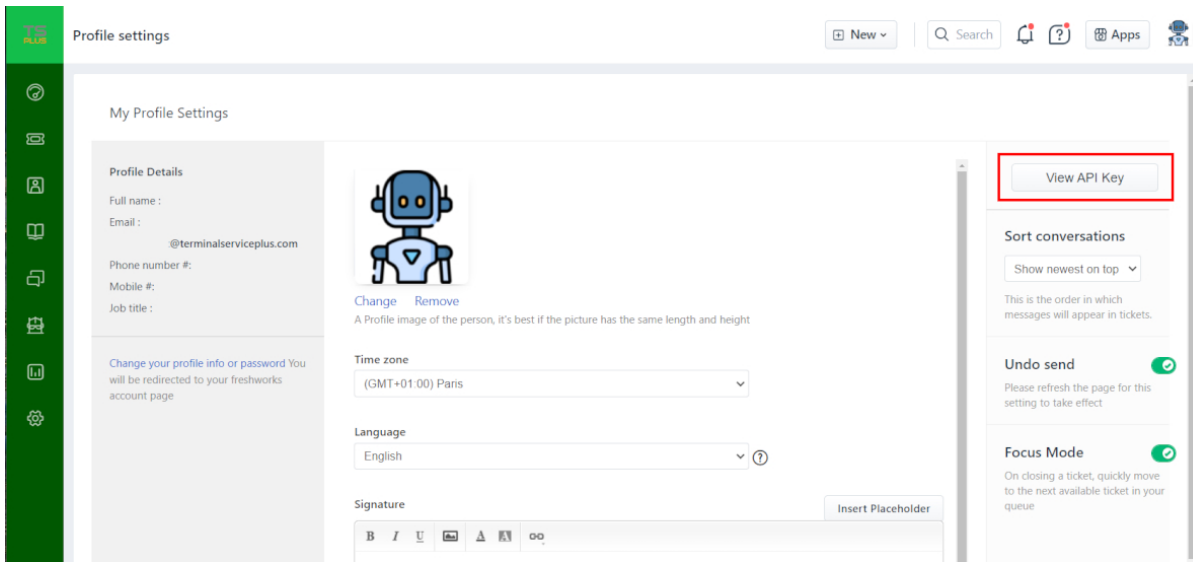 TS
PLUS
Profile settings
New
Search
Apps
My Profile Settings
Profile Details
Full name :
Email :
@terminalserviceplus.com
Phone number #:
Mobile #:
Job title :
Change your profile info or password You
will be redirected to your freshworks
account page
Change Remove
A Profile image of the person, it's best if the picture has the same length and height
Time zone
(GMT+01:00) Paris
Language
English
Signature
Insert Placeholder
B I U A A
View API Key
Sort conversations
Show newest on top
This is the order in which
messages will appear in tickets.
Undo send
Please refresh the page for this
setting to take effect
Focus Mode
On closing a ticket, quickly move
to the next available ticket in your
queue